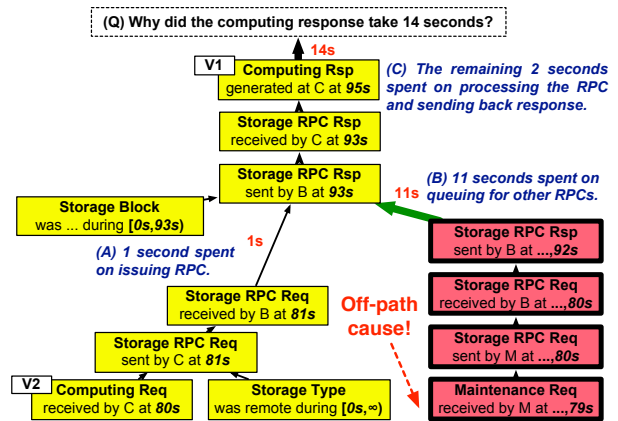 (Q) Why did the computing response take 14 seconds?
14s
V1
Computing Rsp
generated at C at 95s
(C) The remaining 2 seconds
spent on processing the RPC
and sending back response.
Storage RPC Rsp
received by C at 93s
Storage RPC Rsp
sent by B at 93s
(B) 11 seconds spent on
queuing for other RPCs.
11s
Storage Block
was ... during [0s,93s)
(A) 1 second spent
on issuing RPC.
1s
Storage RPC Rsp
sent by B at ...,92s
Storage RPC Req
received by B at ...,80s
Storage RPC Req
received by B at 81s
Off-path
cause!
Storage RPC Req
sent by M at ...,80s
Storage RPC Req
sent by C at 81s
V2
Computing Req
received by C at 80s
Storage Type
was remote during [0s,∞)
Maintenance Req
received by M at ...,79s